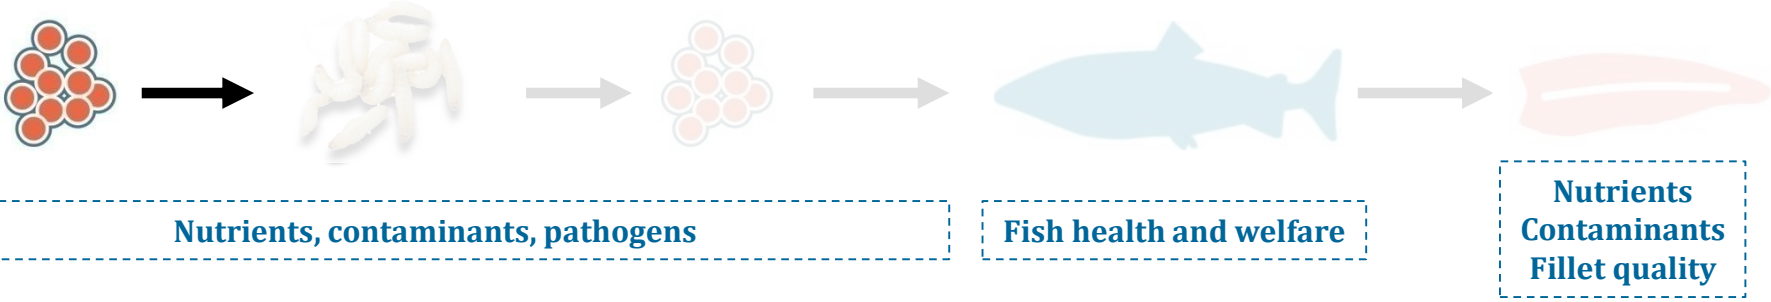 Nutrients, contaminants, pathogens
Fish health and welfare
Nutrients
Contaminants
Fillet quality